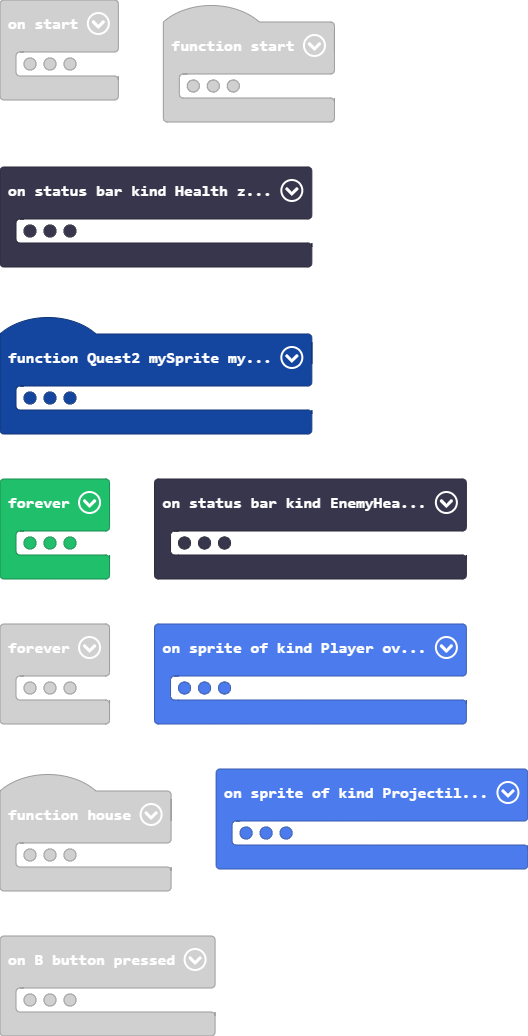 on start
function start
on status bar kind Health z...
function Quest2 mySprite my...
forever
on status bar kind EnemyHea...
forever
on sprite of kind Player ov...
function house
on sprite of kind Projectil...
on B button pressed